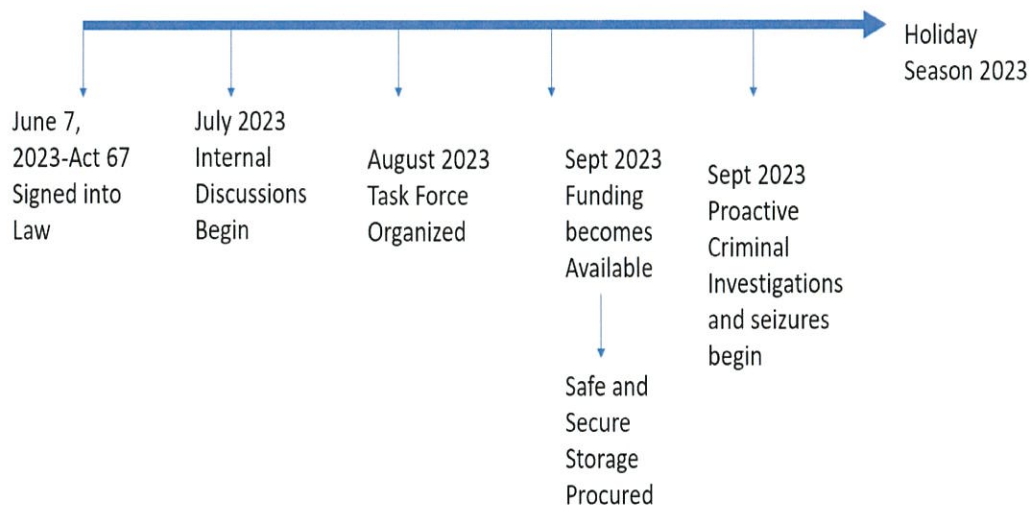 Holiday
Season 2023
June 7,
2023-Act 67
Signed into
Law
July 2023
Internal
Discussions
Begin
August 2023
Task Force
Organized
Sept 2023
Funding
becomes
Available
Safe and
Secure
Storage
Procured
Sept 2023
Proactive
Criminal
Investigations
and seizures
begin